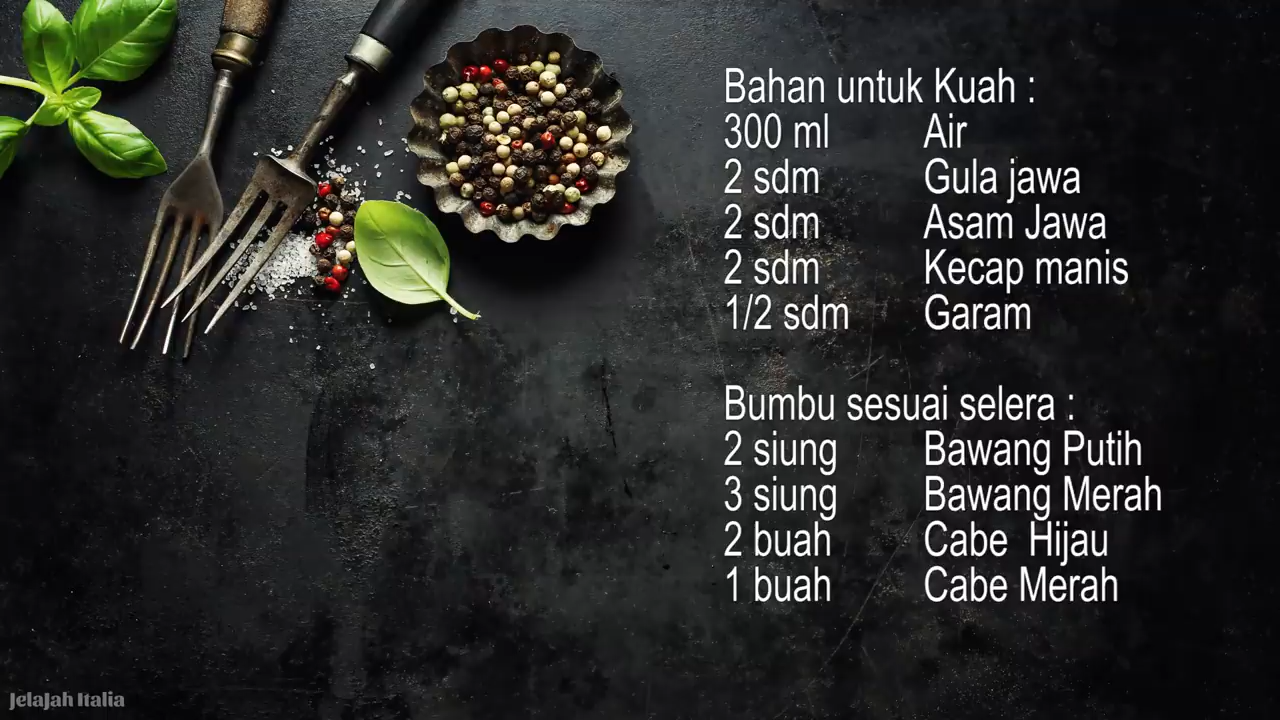 Bahan untuk Kuah :
300 ml Air
2 sdm Gula jawa
2 sdm Asam Jawa
2 sdm Kecap manis
1/2 sdm Garam
Bumbu sesuai selera :
2 siung Bawang Putih
3 siung Bawang Merah
2 buah Cabe Hijau
1 buah Cabe Merah
Jelajah Italia